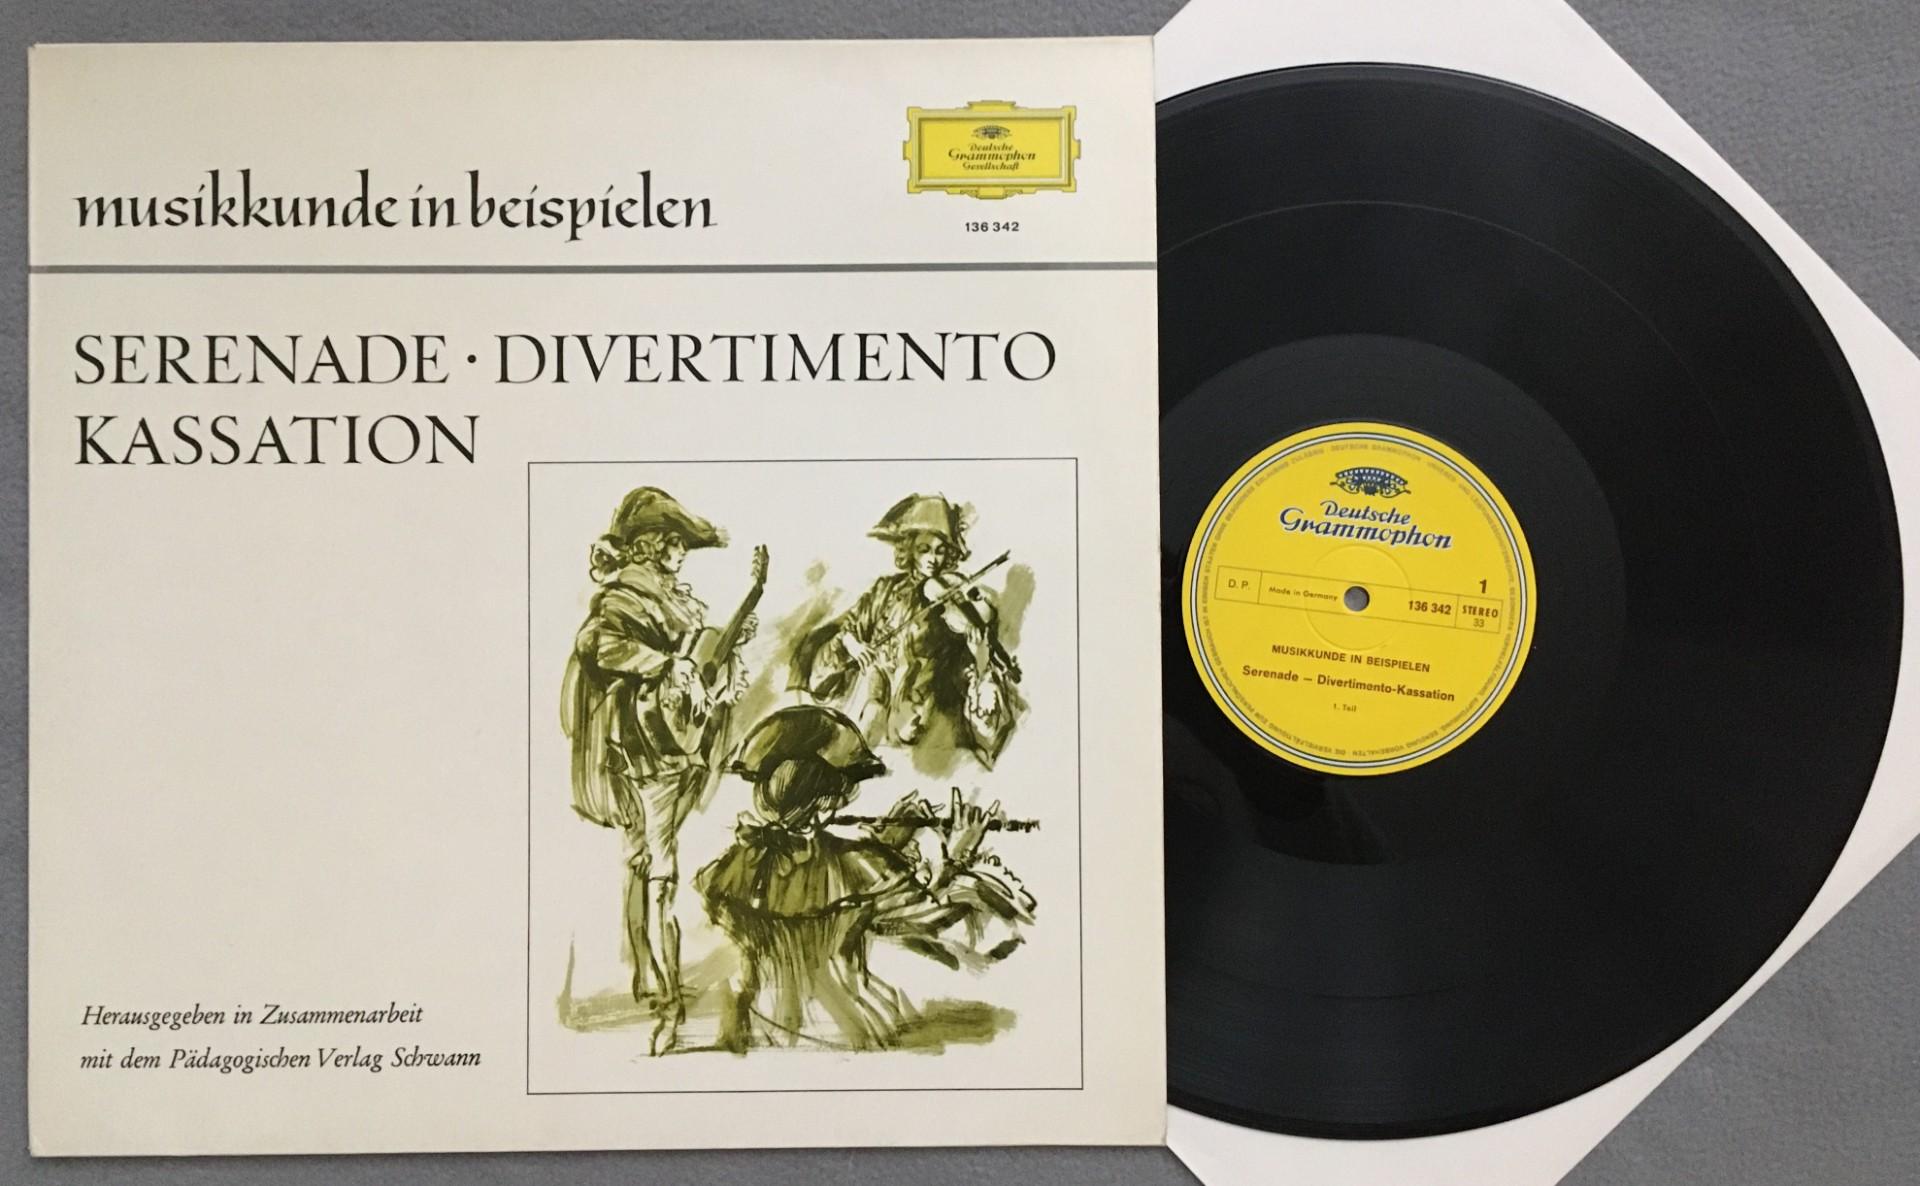 musikkunde in beispielen
Deutsche
Grammophon
Gesellschaft
136 342
SERENADE · DIVERTIMENTO
KASSATION
Herausgegeben in Zusammenarbeit
mit dem Pädagogischen Verlag Schwann
Deutsche
Grammophon
D. P.
Made in Germany
136 342
1
STEREO
33
MUSIKKUNDE IN BEISPIELEN
Serenade — Divertimento-Kassation
1. Teil